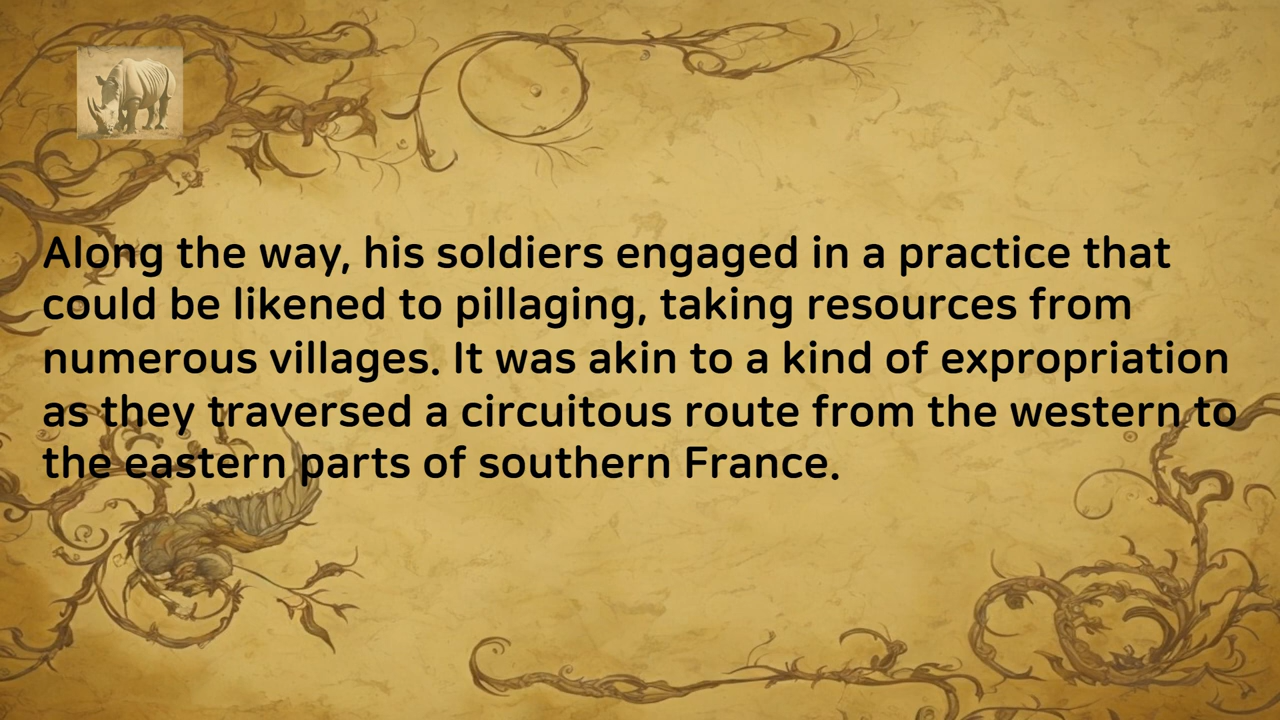 Along the way, his soldiers engaged in a practice that
could be likened to pillaging, taking resources from
numerous villages. It was akin to a kind of expropriation
as they traversed a circuitous route from the western to
the eastern parts of southern France.